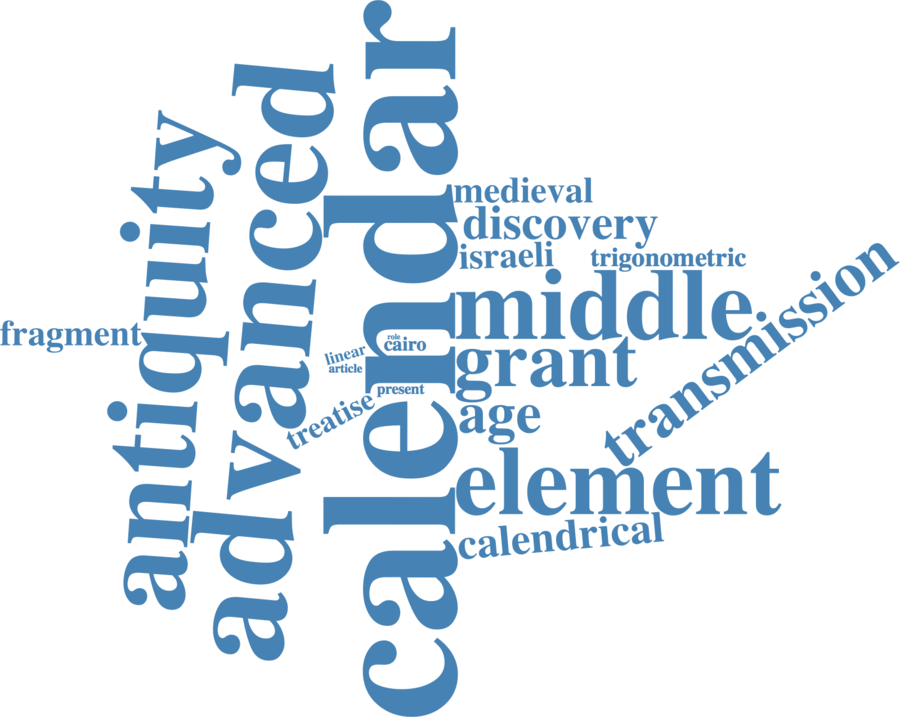 calendar
advanced
antiquity
medieval
discovery
israeli
trigonometric
middle
grant
transmission
age
element
calendrical
fragment
role
cairo
linear
article
present
treatise